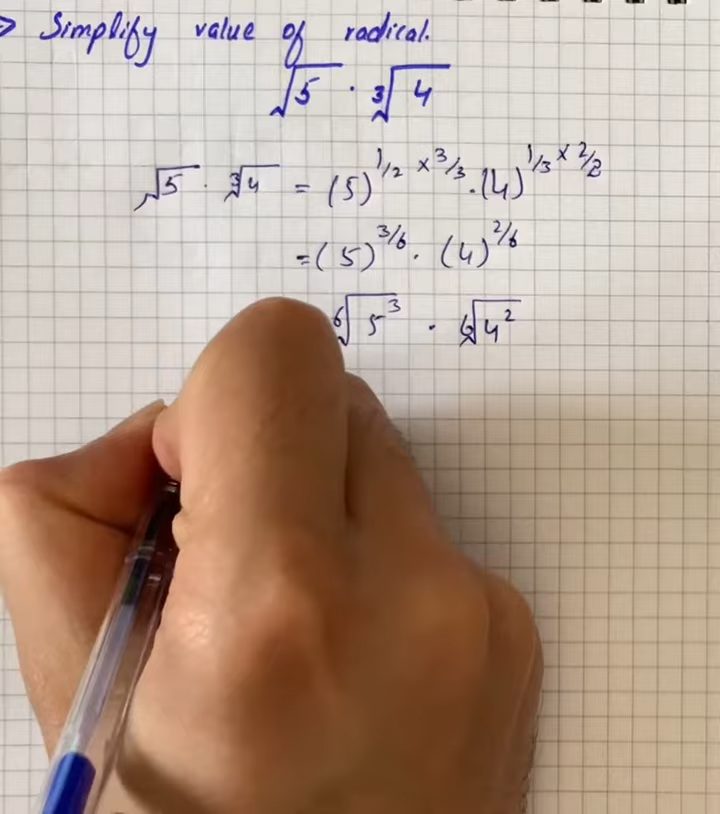 ⇒ Simplify value of radical.
√5 · ∛4
√5 · ∛4 = (5)^1/2 × 3/3 · (4)^1/3 × 2/2
= (5)^3/6 · (4)^2/6
⁶√5³ · ⁶√4²